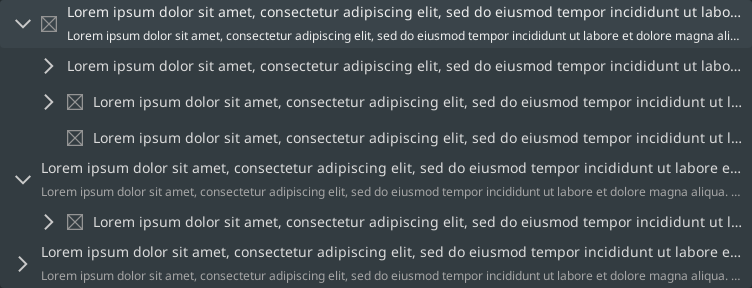 Lorem ipsum dolor sit amet, consectetur adipiscing elit, sed do eiusmod tempor incididunt ut labo...
Lorem ipsum dolor sit amet, consectetur adipiscing elit, sed do eiusmod tempor incididunt ut labore et dolore magna ali...
Lorem ipsum dolor sit amet, consectetur adipiscing elit, sed do eiusmod tempor incididunt ut labo...
Lorem ipsum dolor sit amet, consectetur adipiscing elit, sed do eiusmod tempor incididunt ut l...
Lorem ipsum dolor sit amet, consectetur adipiscing elit, sed do eiusmod tempor incididunt ut l...
Lorem ipsum dolor sit amet, consectetur adipiscing elit, sed do eiusmod tempor incididunt ut labore e...
Lorem ipsum dolor sit amet, consectetur adipiscing elit, sed do eiusmod tempor incididunt ut labore et dolore magna aliqua. ...
Lorem ipsum dolor sit amet, consectetur adipiscing elit, sed do eiusmod tempor incididunt ut l...
Lorem ipsum dolor sit amet, consectetur adipiscing elit, sed do eiusmod tempor incididunt ut labore e...
Lorem ipsum dolor sit amet, consectetur adipiscing elit, sed do eiusmod tempor incididunt ut labore et dolore magna aliqua. ...